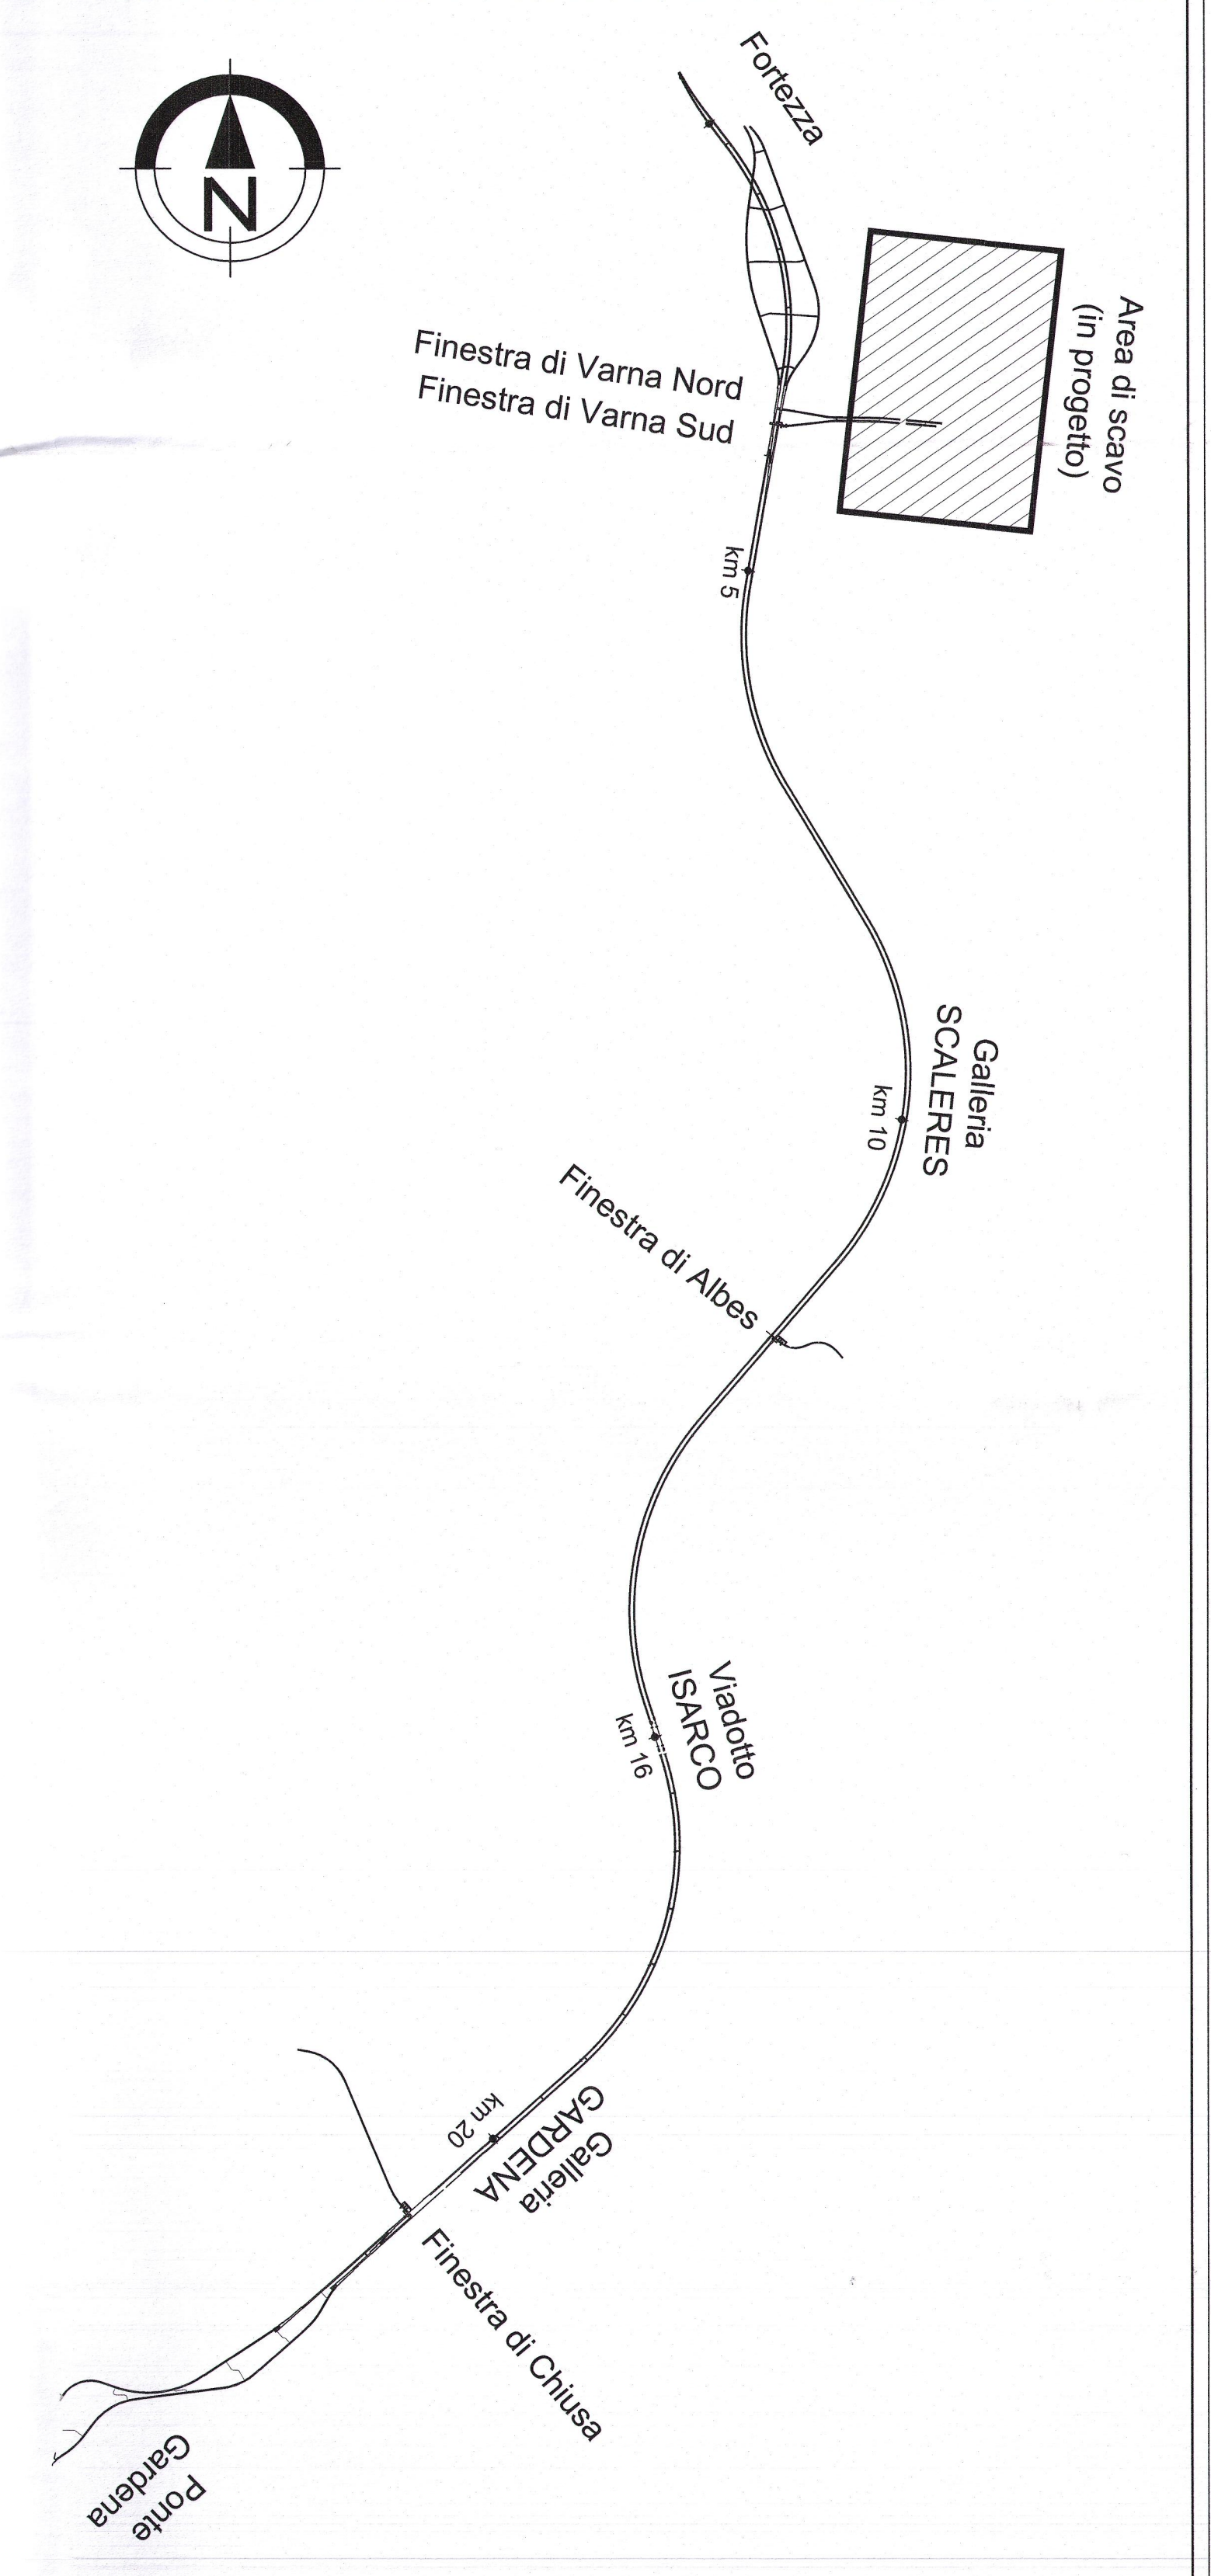 Fortezza
N
Area di scavo
(in progetto)
Finestra di Varna Nord
Finestra di Varna Sud
km 5
Galleria
SCALERES
km 10
Finestra di Albes
Viadotto
ISARCO
km 16
km 20
Galleria
GARDENA
Finestra di Chiusa
Ponte
Gardena